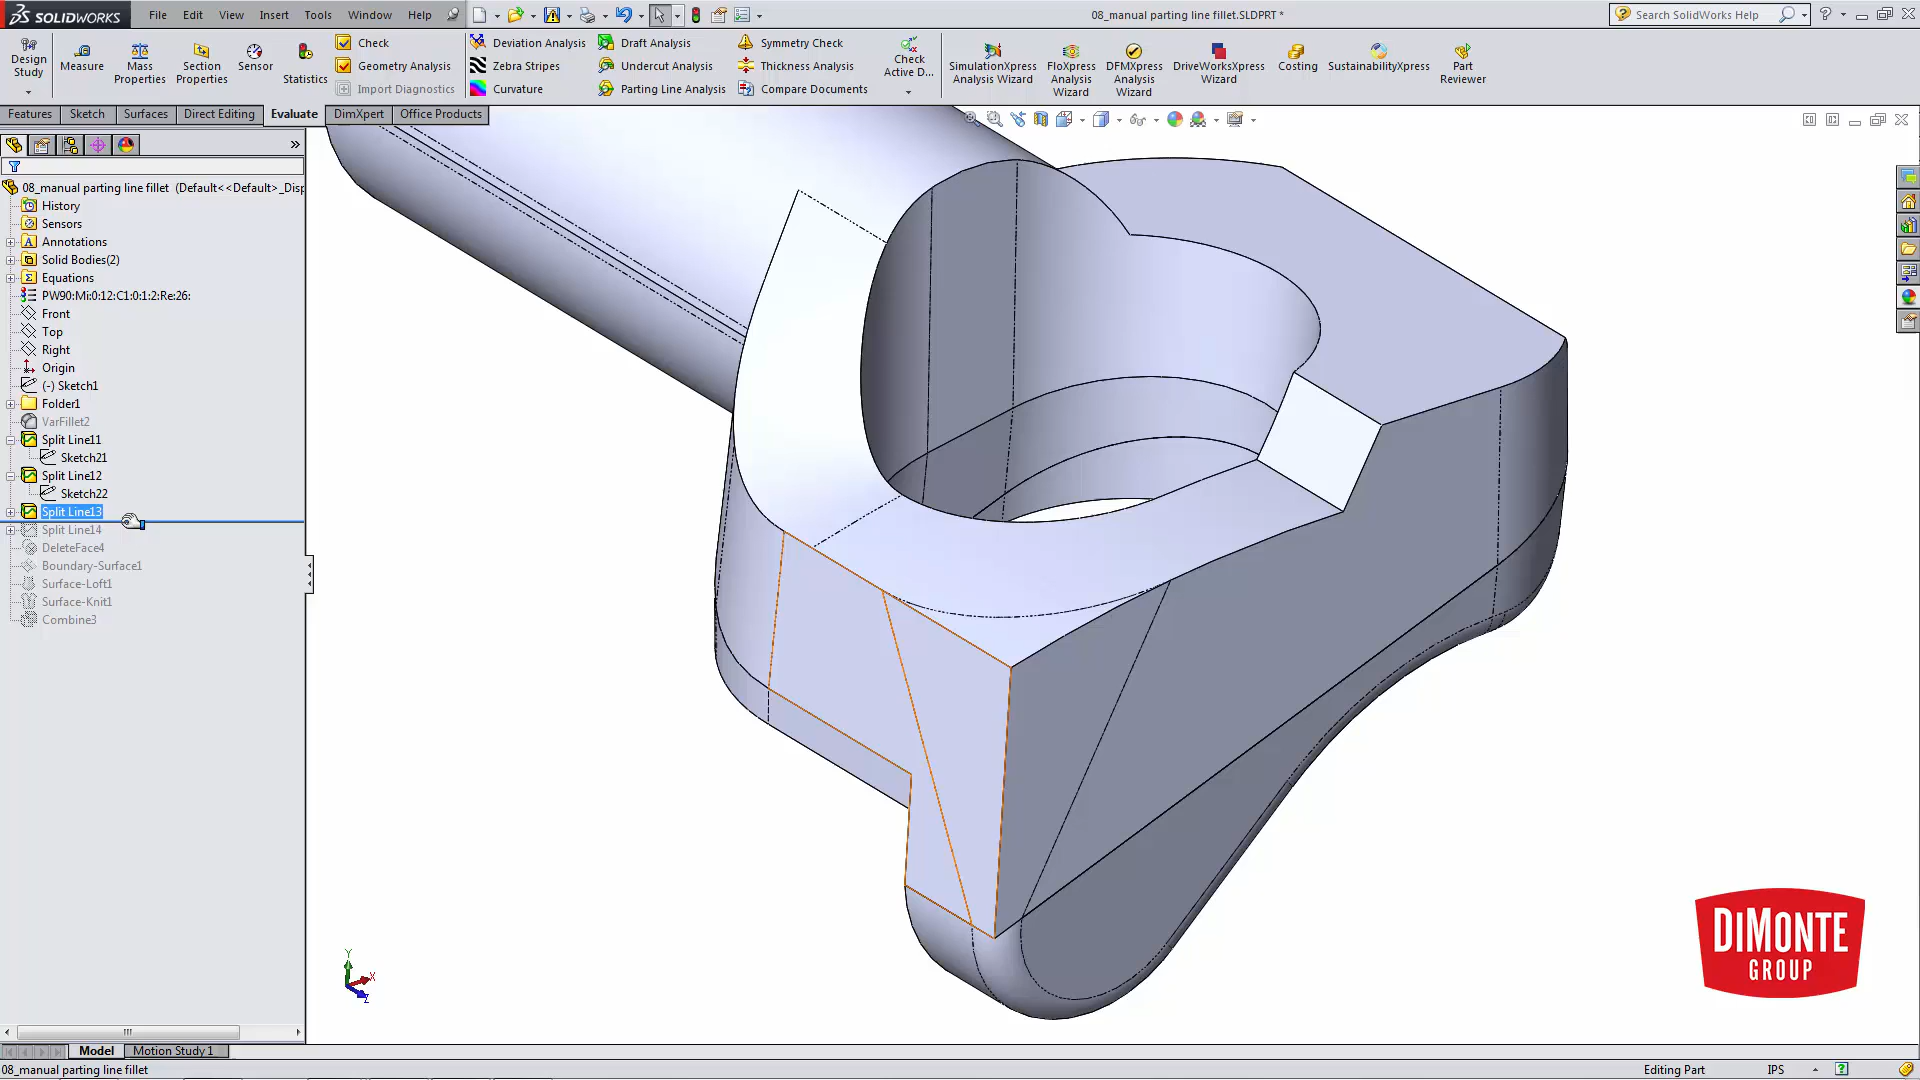 SOLIDWORKS File Edit View Insert Tools Window Help 08_manual parting line fillet.SLDPRT * Search SolidWorks Help
Design Study
Measure
Mass Properties
Section Properties
Sensor
Statistics
Check
Geometry Analysis
Import Diagnostics
Deviation Analysis
Zebra Stripes
Curvature
Draft Analysis
Undercut Analysis
Parting Line Analysis
Symmetry Check
Thickness Analysis
Compare Documents
Check Active D...
SimulationXpress Analysis Wizard
FloXpress Analysis Wizard
DFMXpress Analysis Wizard
DriveWorksXpress Wizard
Costing
SustainabilityXpress
Part Reviewer
Features Sketch Surfaces Direct Editing Evaluate DimXpert Office Products
08_manual parting line fillet (Default<<Default>_Disp
History
Sensors
Annotations
Solid Bodies(2)
Equations
PW90:Mi:0:12:C1:0:1:2:Re:26:
Front
Top
Right
Origin
(-) Sketch1
Folder1
VarFillet2
Split Line11
Sketch21
Split Line12
Sketch22
Split Line13
Split Line14
DeleteFace4
Boundary-Surface1
Surface-Loft1
Surface-Knit1
Combine3
Y
X
Z
DIMONTE
GROUP
Model Motion Study 1
08_manual parting line fillet Editing Part IPS